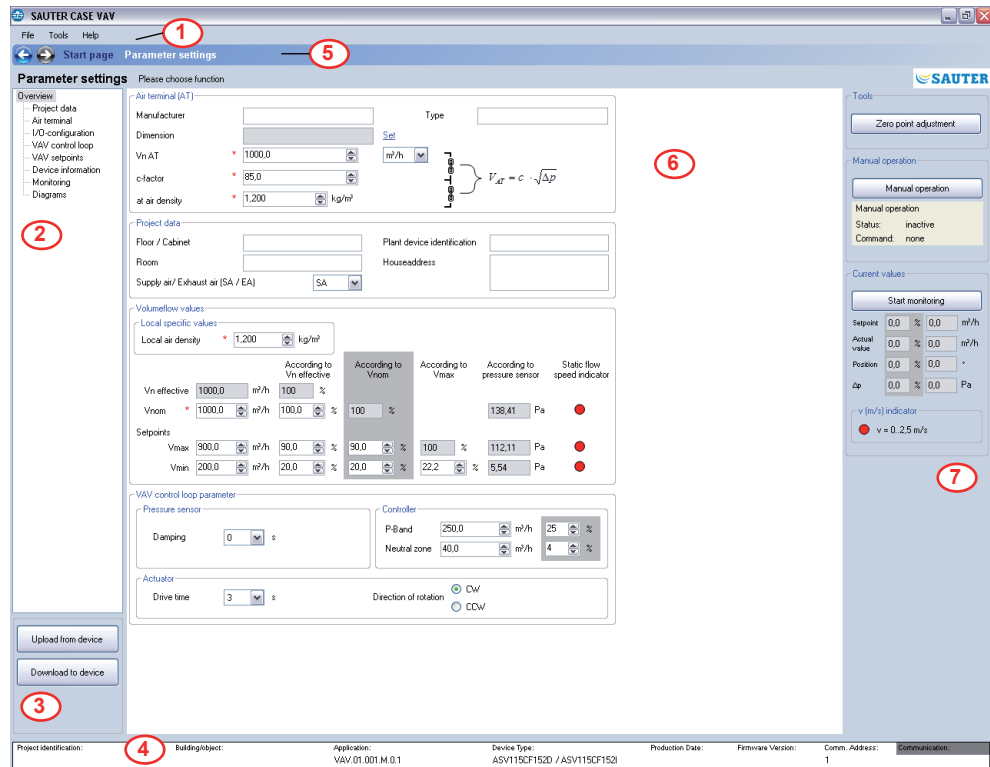 SAUTER CASE VAV
File Tools Help
1
Start page Parameter settings
5
Parameter settings Please choose function
SAUTER
Overview
Project data
Air terminal
I/O-configuration
VAV control loop
VAV setpoints
Device information
Monitoring
Diagrams
2
Upload from device
Download to device
3
Air terminal (AT)
Manufacturer Type
Dimension Set
Vn AT * 1000,0 m³/h
c-factor * 85,0
at air density * 1,200 kg/m³
V_AT = c · √Δp
6
Project data
Floor / Cabinet Plant device identification
Room Houseaddress
Supply air/ Exhaust air (SA / EA) SA
Volumeflow values
Local specific values
Local air density * 1,200 kg/m³
According to Vn effective According to Vnom According to Vmax According to pressure sensor Static flow speed indicator
Vn effective 1000,0 m³/h 100 %
Vnom * 1000,0 m³/h 100,0 % 100 % 138,41 Pa
Setpoints
Vmax 900,0 m³/h 90,0 % 90,0 % 100 % 112,11 Pa
Vmin 200,0 m³/h 20,0 % 20,0 % 22,2 % 5,54 Pa
VAV control loop parameter
Pressure sensor
Damping 0 s
Controller
P-Band 250,0 m³/h 25 %
Neutral zone 40,0 m³/h 4 %
Actuator
Drive time 3 s Direction of rotation CW
CCW
Tools
Zero point adjustment
Manual operation
Manual operation
Manual operation
Status: inactive
Command: none
Current values
Start monitoring
Setpoint 0,0 % 0,0 m³/h
Actual value 0,0 % 0,0 m³/h
Position 0,0 % 0,0 °
Δp 0,0 % 0,0 Pa
v (m/s) indicator
v = 0..2,5 m/s
7
Project identification: 4 Building/object: Application: Device Type: Production Date: Firmware Version: Comm. Address: Communication:
VAV.01.001.M.0.1 ASV115CF152D / ASV115CF152I 1